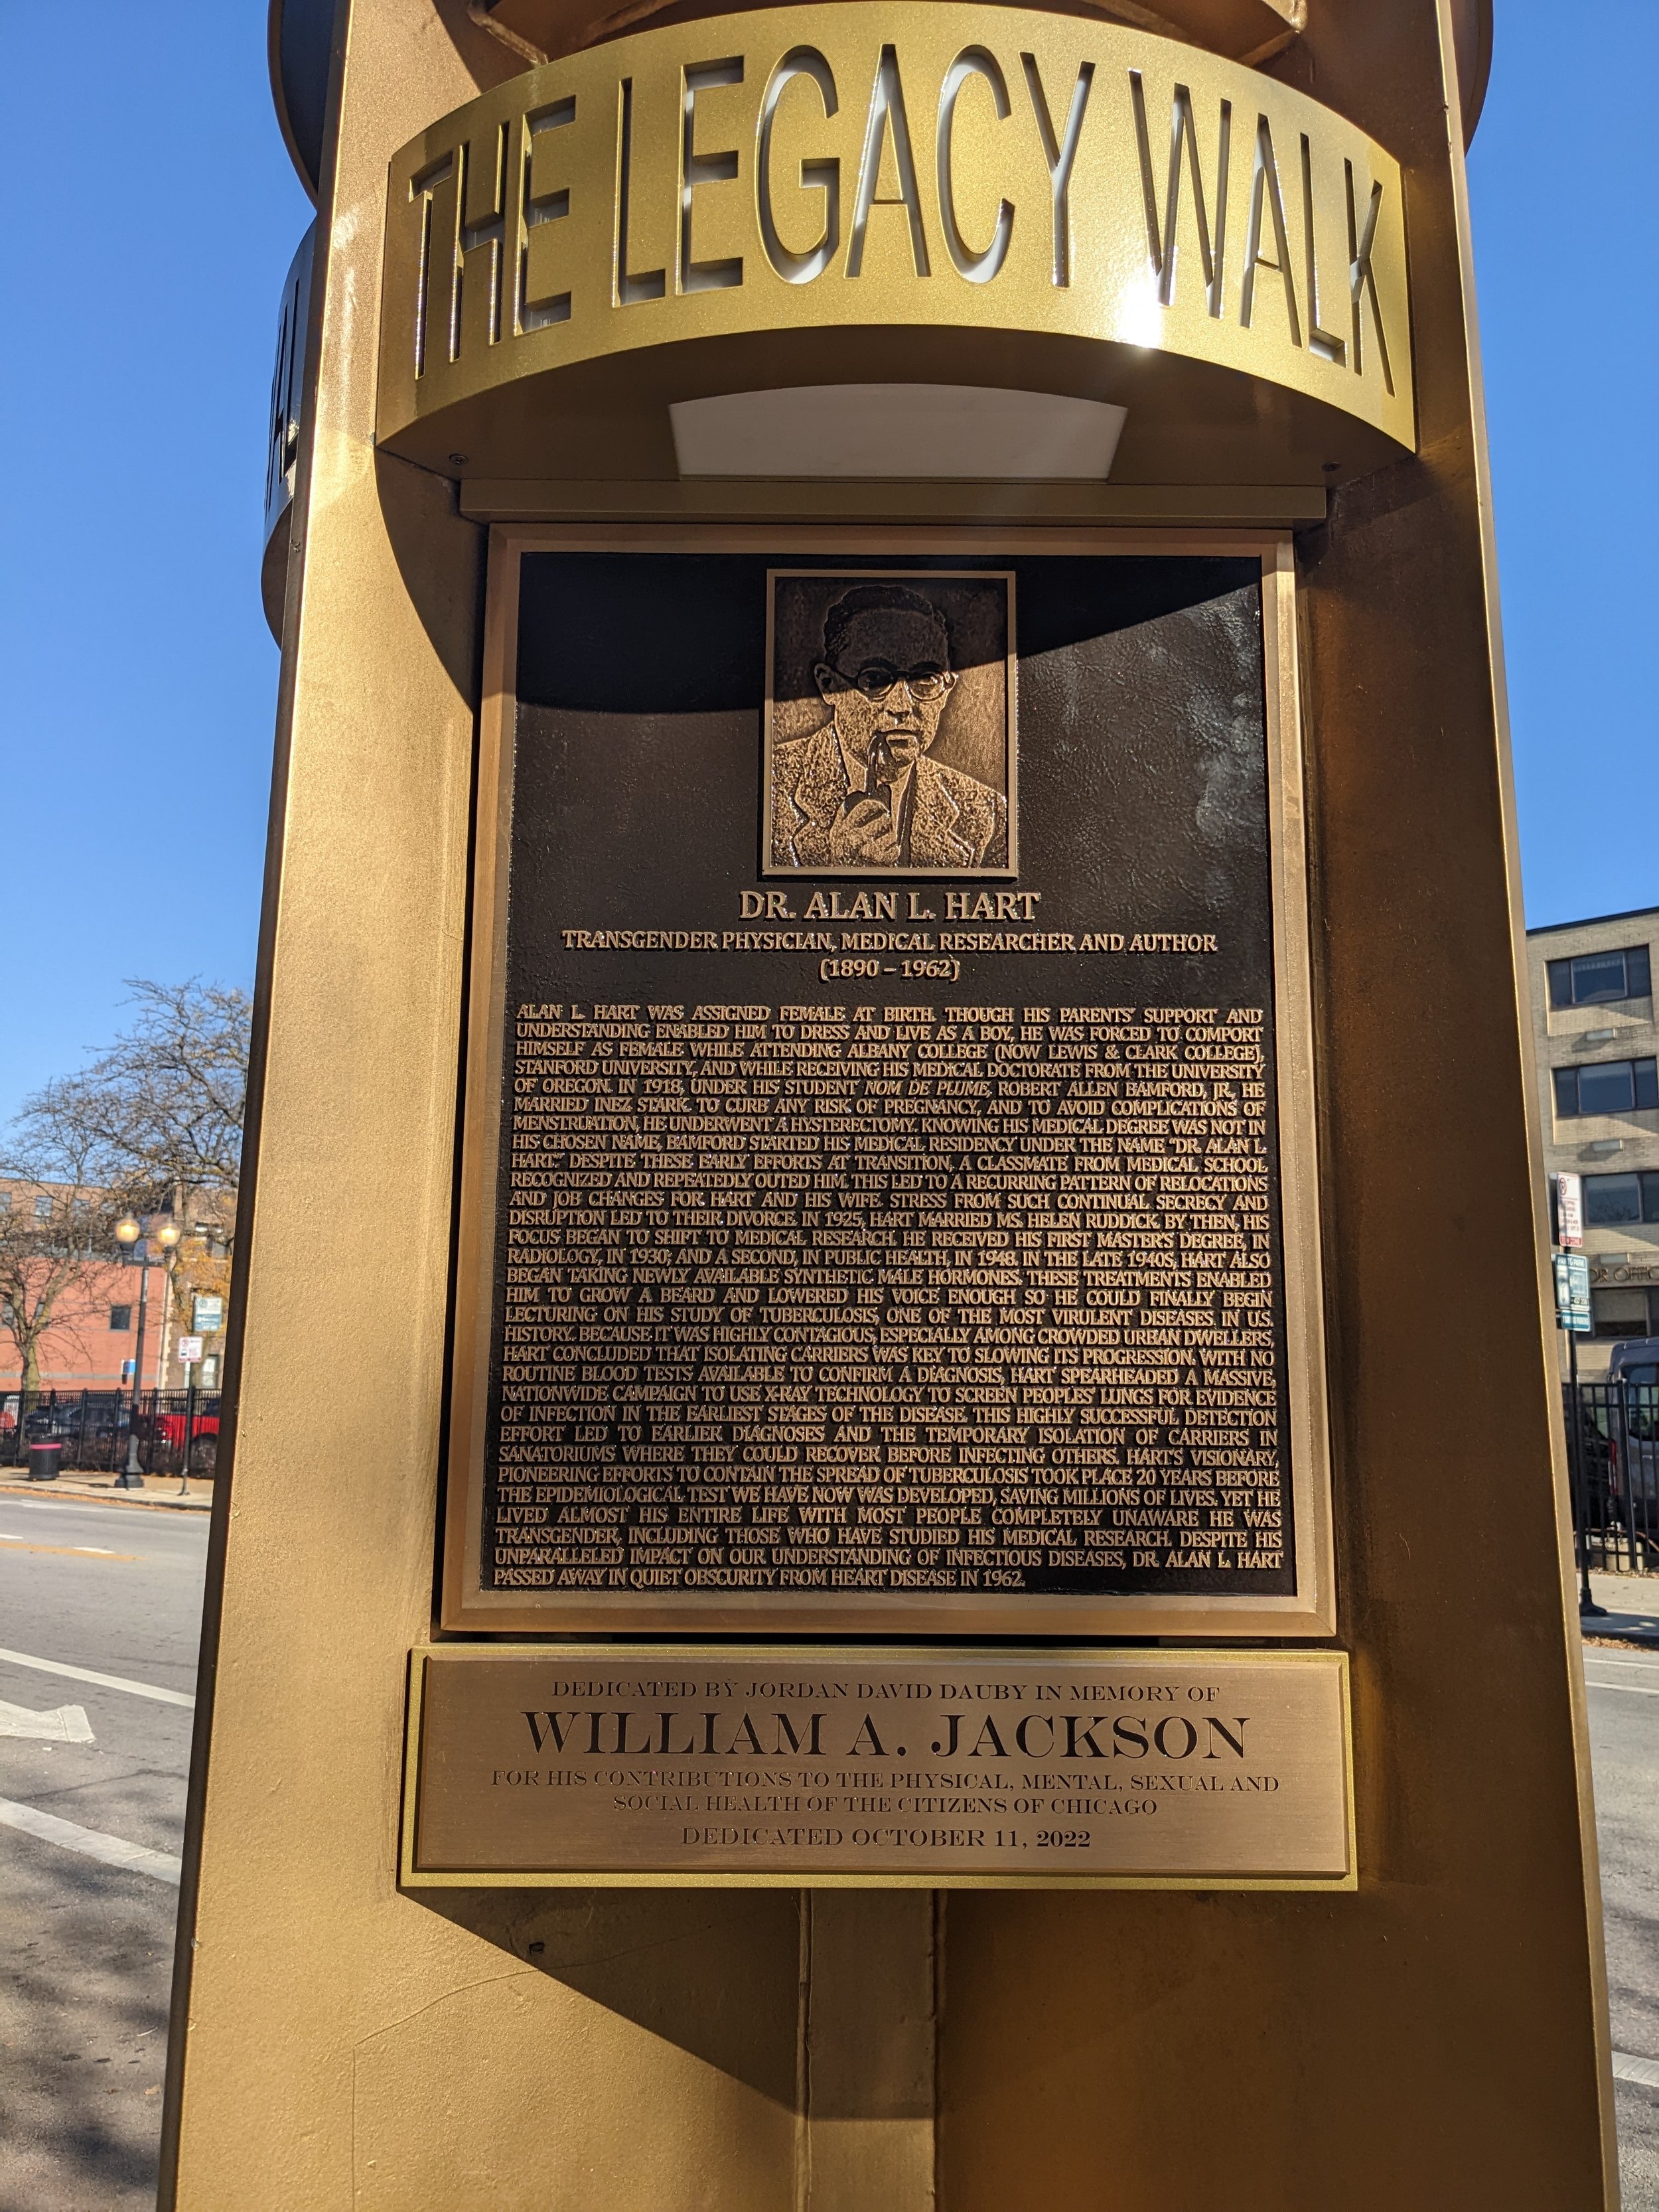 THE LEGACY WALK
DR. ALAN L. HART
TRANSGENDER PHYSICIAN, MEDICAL RESEARCHER AND AUTHOR
(1890 – 1962)
ALAN L. HART WAS ASSIGNED FEMALE AT BIRTH. THOUGH HIS PARENTS' SUPPORT AND
UNDERSTANDING ENABLED HIM TO DRESS AND LIVE AS A BOY, HE WAS FORCED TO COMPORT
HIMSELF AS FEMALE WHILE ATTENDING ALBANY COLLEGE (NOW LEWIS & CLARK COLLEGE),
STANFORD UNIVERSITY, AND WHILE RECEIVING HIS MEDICAL DOCTORATE FROM THE UNIVERSITY
OF OREGON. IN 1918, UNDER HIS STUDENT NOM DE PLUME, ROBERT ALLEN BAMFORD, JR., HE
MARRIED INEZ STARK. TO CURB ANY RISK OF PREGNANCY, AND TO AVOID COMPLICATIONS OF
MENSTRUATION, HE UNDERWENT A HYSTERECTOMY. KNOWING HIS MEDICAL DEGREE WAS NOT IN
HIS CHOSEN NAME, BAMFORD STARTED HIS MEDICAL RESIDENCY UNDER THE NAME "DR. ALAN L.
HART." DESPITE THESE EARLY EFFORTS AT TRANSITION, A CLASSMATE FROM MEDICAL SCHOOL
RECOGNIZED AND REPEATEDLY OUTED HIM. THIS LED TO A RECURRING PATTERN OF RELOCATIONS
AND JOB CHANGES FOR HART AND HIS WIFE. STRESS FROM SUCH CONTINUAL SECRECY AND
DISRUPTION LED TO THEIR DIVORCE. IN 1925, HART MARRIED MS. HELEN RUDDICK. BY THEN, HIS
FOCUS BEGAN TO SHIFT TO MEDICAL RESEARCH. HE RECEIVED HIS FIRST MASTER'S DEGREE, IN
RADIOLOGY, IN 1930; AND A SECOND, IN PUBLIC HEALTH, IN 1948. IN THE LATE 1940S, HART ALSO
BEGAN TAKING NEWLY AVAILABLE SYNTHETIC MALE HORMONES. THESE TREATMENTS ENABLED
HIM TO GROW A BEARD AND LOWERED HIS VOICE ENOUGH SO HE COULD FINALLY BEGIN
LECTURING ON HIS STUDY OF TUBERCULOSIS, ONE OF THE MOST VIRULENT DISEASES IN U.S.
HISTORY. BECAUSE IT WAS HIGHLY CONTAGIOUS, ESPECIALLY AMONG CROWDED URBAN DWELLERS,
HART CONCLUDED THAT ISOLATING CARRIERS WAS KEY TO SLOWING ITS PROGRESSION. WITH NO
ROUTINE BLOOD TESTS AVAILABLE TO CONFIRM A DIAGNOSIS, HART SPEARHEADED A MASSIVE,
NATIONWIDE CAMPAIGN TO USE X-RAY TECHNOLOGY TO SCREEN PEOPLES' LUNGS FOR EVIDENCE
OF INFECTION IN THE EARLIEST STAGES OF THE DISEASE. THIS HIGHLY SUCCESSFUL DETECTION
EFFORT LED TO EARLIER DIAGNOSES AND THE TEMPORARY ISOLATION OF CARRIERS IN
SANATORIUMS WHERE THEY COULD RECOVER BEFORE INFECTING OTHERS. HART'S VISIONARY,
PIONEERING EFFORTS TO CONTAIN THE SPREAD OF TUBERCULOSIS TOOK PLACE 20 YEARS BEFORE
THE EPIDEMIOLOGICAL TEST WE HAVE NOW WAS DEVELOPED, SAVING MILLIONS OF LIVES. YET HE
LIVED ALMOST HIS ENTIRE LIFE WITH MOST PEOPLE COMPLETELY UNAWARE HE WAS
TRANSGENDER, INCLUDING THOSE WHO HAVE STUDIED HIS MEDICAL RESEARCH. DESPITE HIS
UNPARALLELED IMPACT ON OUR UNDERSTANDING OF INFECTIOUS DISEASES, DR. ALAN L. HART
PASSED AWAY IN QUIET OBSCURITY FROM HEART DISEASE IN 1962.
DEDICATED BY JORDAN DAVID DAUBY IN MEMORY OF
WILLIAM A. JACKSON
FOR HIS CONTRIBUTIONS TO THE PHYSICAL, MENTAL, SEXUAL AND
SOCIAL HEALTH OF THE CITIZENS OF CHICAGO
DEDICATED OCTOBER 11, 2022